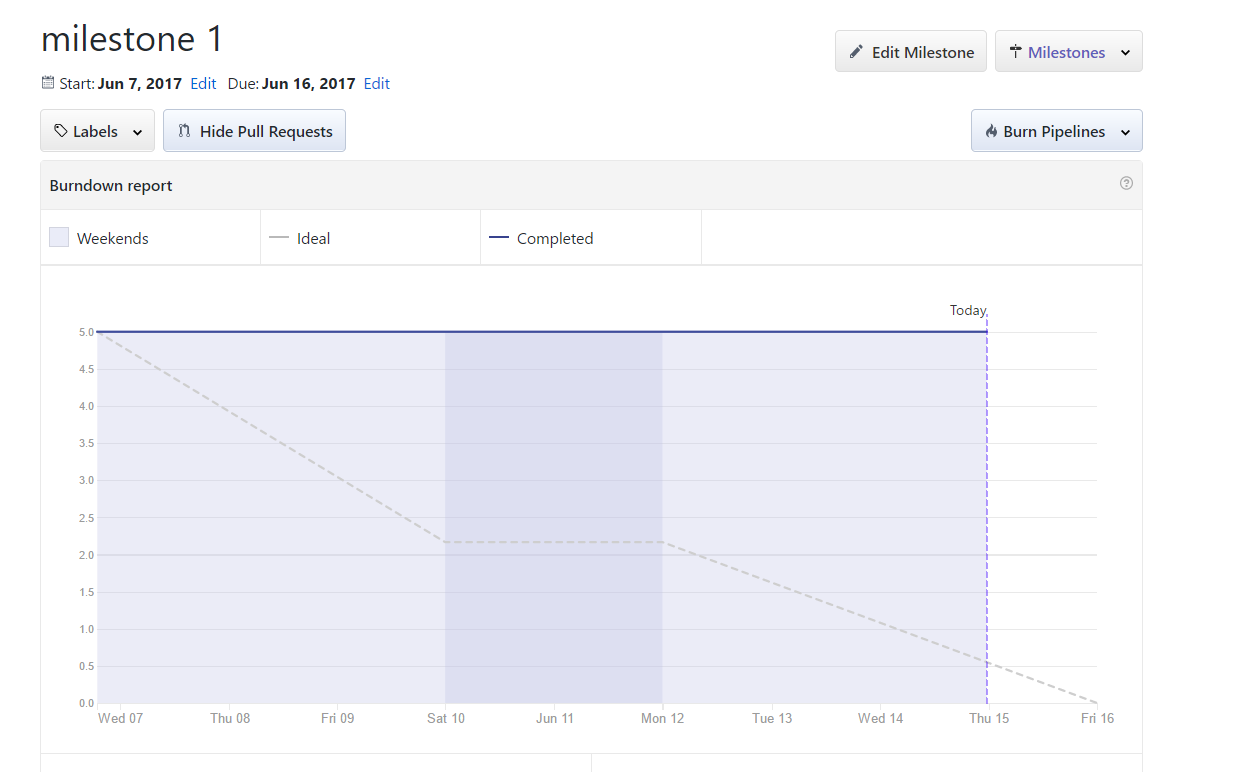 milestone 1
Edit Milestone
Milestones
Start: Jun 7, 2017 Edit Due: Jun 16, 2017 Edit
Labels
Hide Pull Requests
Burn Pipelines
Burndown report
Weekends
Ideal
Completed
Today
5.0
4.5
4.0
3.5
3.0
2.5
2.0
1.5
1.0
0.5
0.0
Wed 07 Thu 08 Fri 09 Sat 10 Jun 11 Mon 12 Tue 13 Wed 14 Thu 15 Fri 16